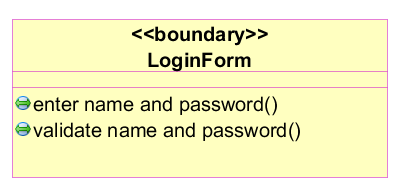 <<boundary>>
LoginForm
enter name and password()
validate name and password()